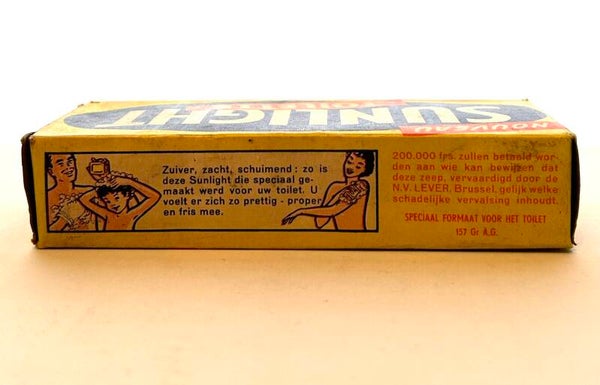 NOUVEAU
SUNLIGHT
Zuiver, zacht, schuimend: zo is
deze Sunlight die speciaal ge-
maakt werd voor uw toilet. U
voelt er zich zo prettig - proper
en fris mee.
200.000 fps. zullen betaald wor-
den aan wie kan bewijzen dat
deze zeep, vervaardigd door de
N.V. LEVER, Brussel, gelijk welke
schadelijke vervalsing inhoudt.
SPECIAAL FORMAAT VOOR HET TOILET
157 Gr A.G.